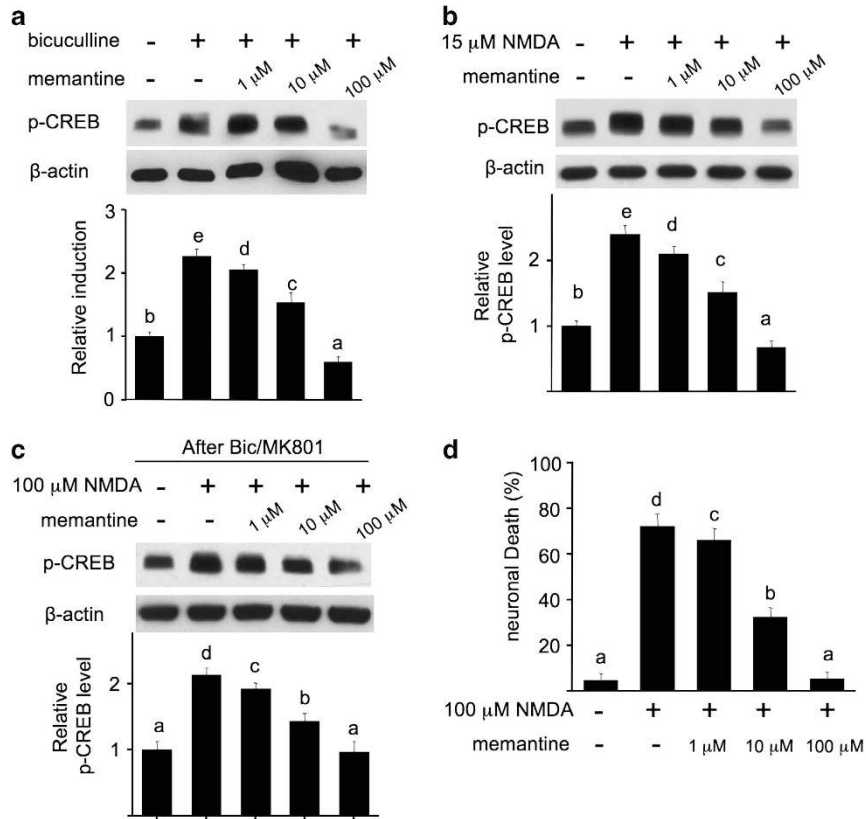 a
bicuculline - + + + +
memantine - - 1 μM 10 μM 100 μM
p-CREB
β-actin
Relative induction
3
2
1
0
b e d c a
b
15 μM NMDA - + + + +
memantine - - 1 μM 10 μM 100 μM
p-CREB
β-actin
Relative
p-CREB level
2
1
b e d c a
c
After Bic/MK801
100 μM NMDA - + + + +
memantine - - 1 μM 10 μM 100 μM
p-CREB
β-actin
Relative
p-CREB level
2
1
a d c b a
d
neuronal Death (%)
100
80
60
40
20
a d c b a
100 μM NMDA - + + + +
memantine - - 1 μM 10 μM 100 μM